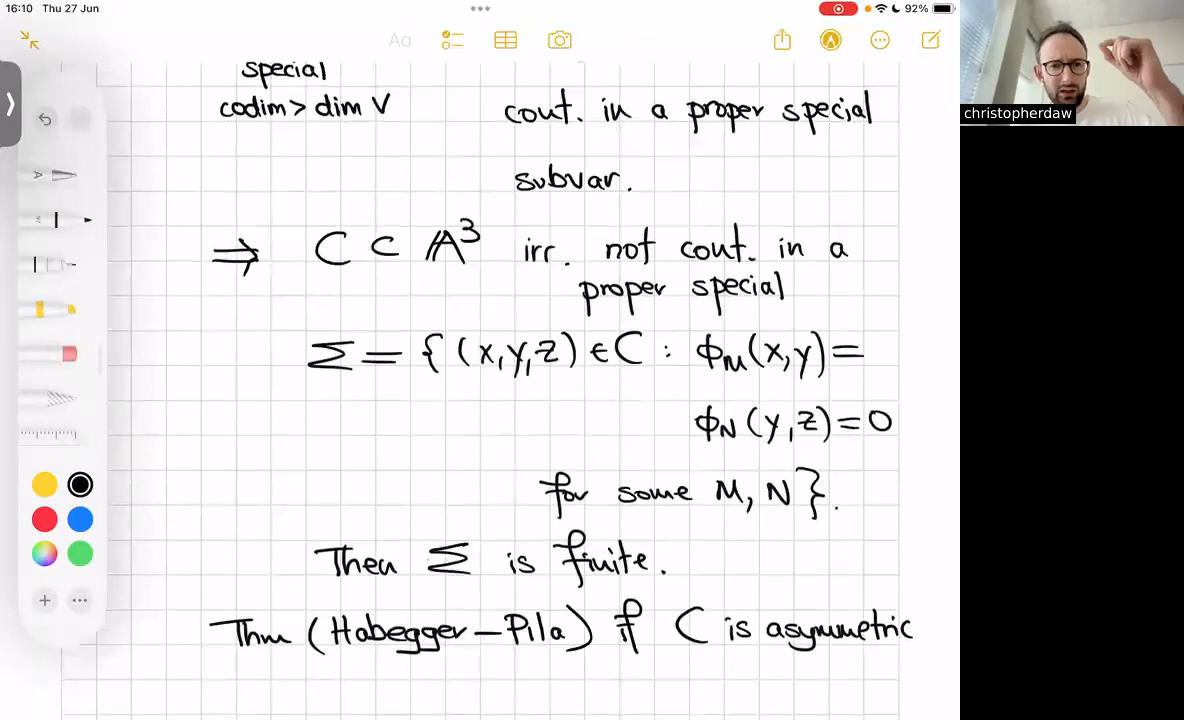 16:10 Thu 27 Jun
92%
Aa
christopherdaw
special
codim > dim V cont. in a proper special
subvar.
⇒ C ⊂ A³ irr. not cont. in a
proper special
Σ = { (x,y,z) ∈ C : ϕ_M(x,y) =
ϕ_N(y,z) = 0
for some M, N }.
Then Σ is finite.
Thm (Habegger–Pila) if C is asymmetric